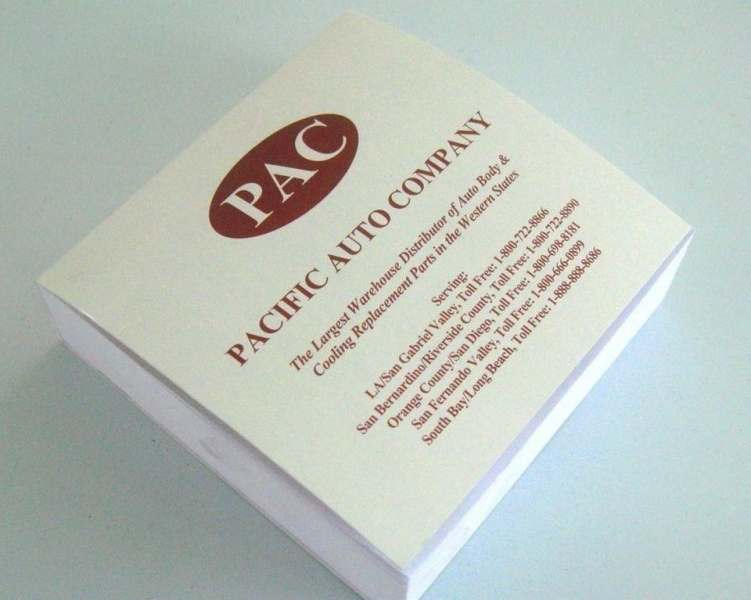 PAC
PACIFIC AUTO COMPANY
The Largest Warehouse Distributor of Auto Body &
Cooling Replacement Parts in the Western States
Serving:
LA/San Gabriel Valley, Toll Free: 1-800-722-8866
San Bernardino/Riverside County, Toll Free: 1-800-722-8890
Orange County/San Diego, Toll Free: 1-800-698-8181
San Fernando Valley, Toll Free: 1-800-666-0899
South Bay/Long Beach, Toll Free: 1-888-888-8686